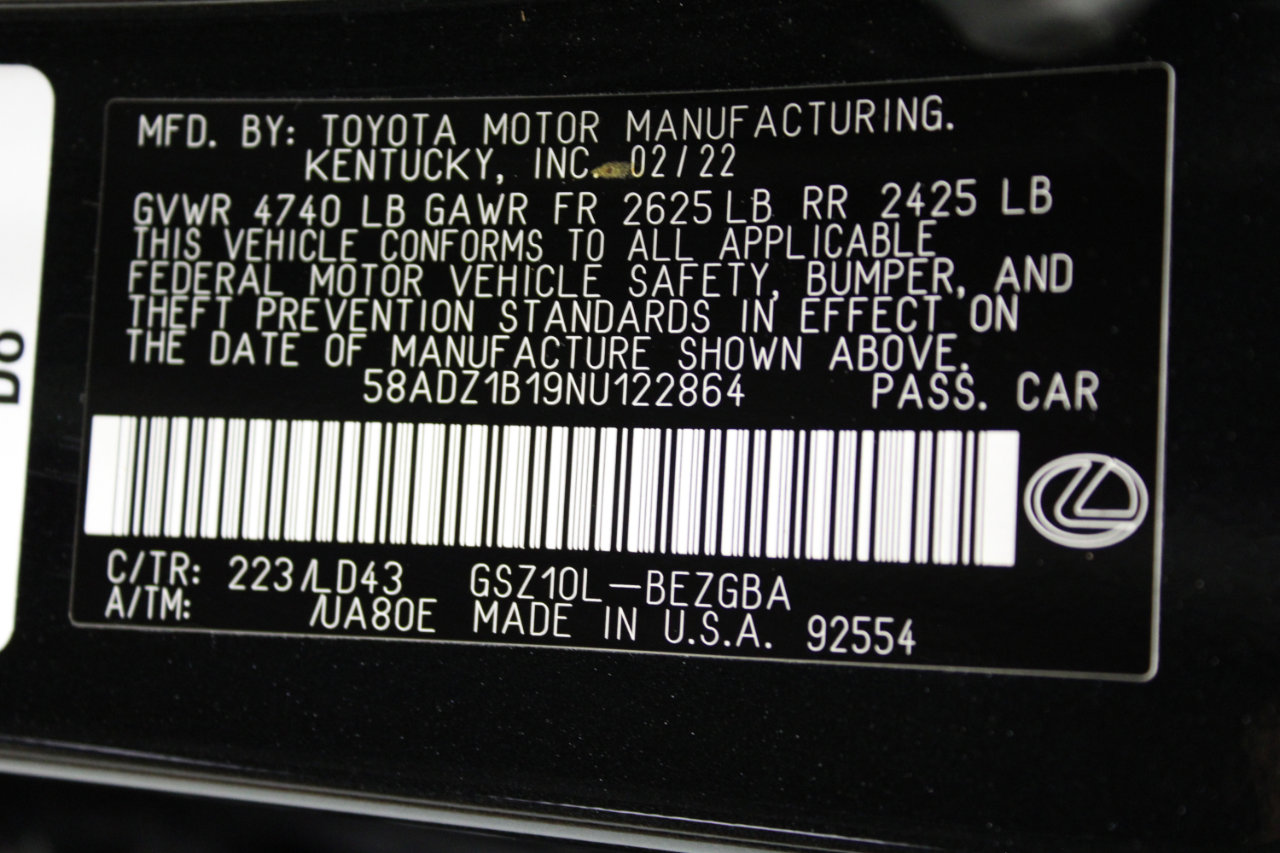 MFD. BY: TOYOTA MOTOR MANUFACTURING.
KENTUCKY, INC. 02/22
GVWR 4740 LB GAWR FR 2625 LB RR 2425 LB
THIS VEHICLE CONFORMS TO ALL APPLICABLE
FEDERAL MOTOR VEHICLE SAFETY, BUMPER, AND
THEFT PREVENTION STANDARDS IN EFFECT ON
THE DATE OF MANUFACTURE SHOWN ABOVE.
58ADZ1B19NU122864 PASS. CAR
C/TR: 223/LD43 GSZ10L-BEZGBA
A/TM: /UA80E MADE IN U.S.A. 92554